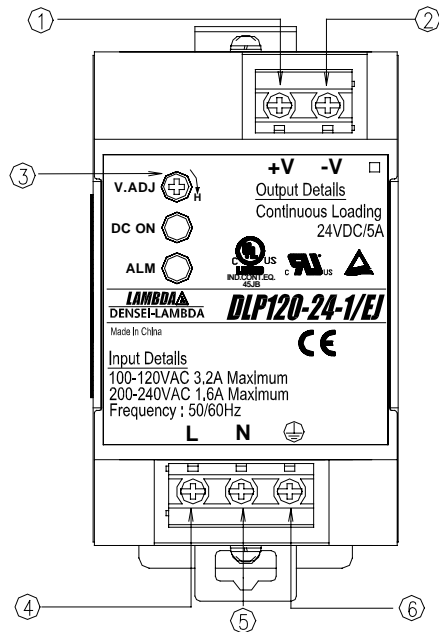 ① ②
+V -V
③
V.ADJ
H
Output Details
Continuous Loading
24VDC/5A
DC ON
C UL US
LISTED
IND.CONT.EQ.
45JB
C US
ALM
LAMBDA
DENSEI-LAMBDA
DLP120-24-1/EJ
Made In China
CE
Input Details
100-120VAC 3,2A Maximum
200-240VAC 1,6A Maximum
Frequency : 50/60Hz
L N
④ ⑤ ⑥